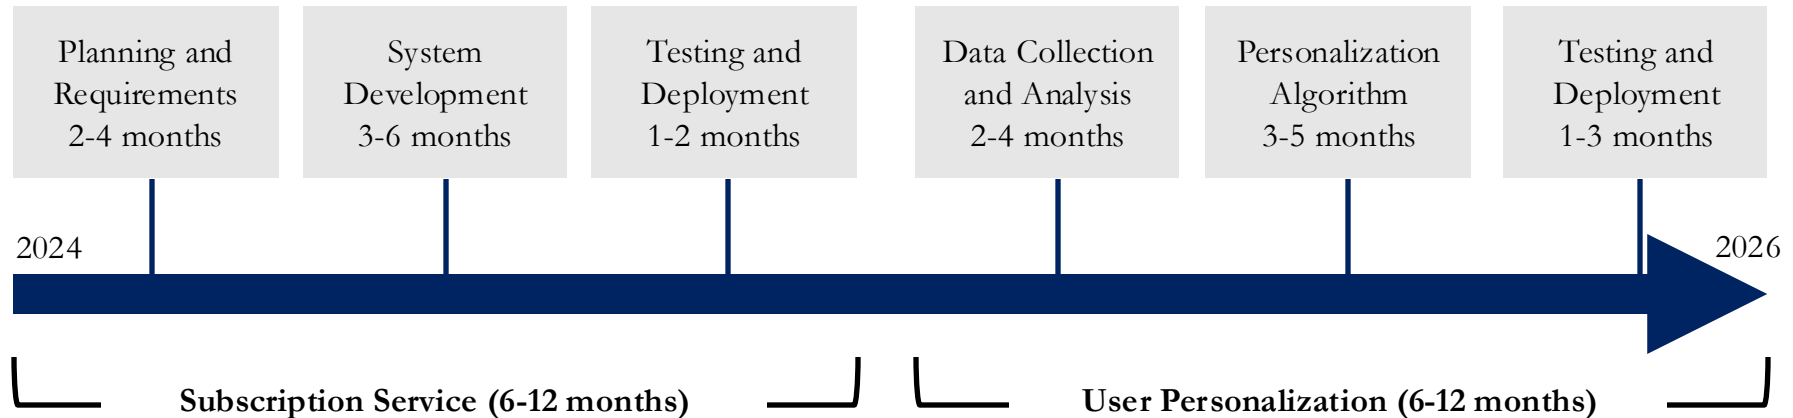 Planning and
Requirements
2-4 months
System
Development
3-6 months
Testing and
Deployment
1-2 months
Data Collection
and Analysis
2-4 months
Personalization
Algorithm
3-5 months
Testing and
Deployment
1-3 months
2024
2026
Subscription Service (6-12 months)
User Personalization (6-12 months)